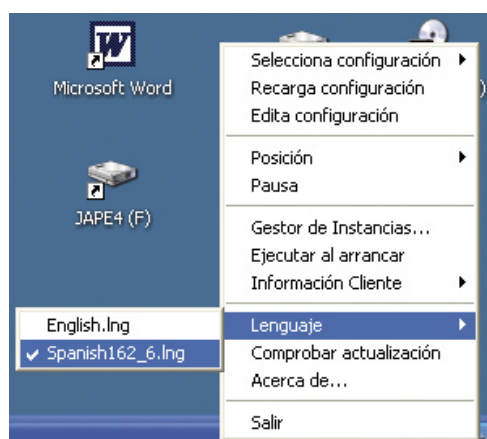 Microsoft Word
JAPE4 (F)
Selecciona configuración
Recarga configuración
Edita configuración
Posición
Pausa
Gestor de Instancias...
Ejecutar al arrancar
Información Cliente
Lenguaje
Comprobar actualización
Acerca de...
Salir
English.lng
Spanish162_6.lng
)